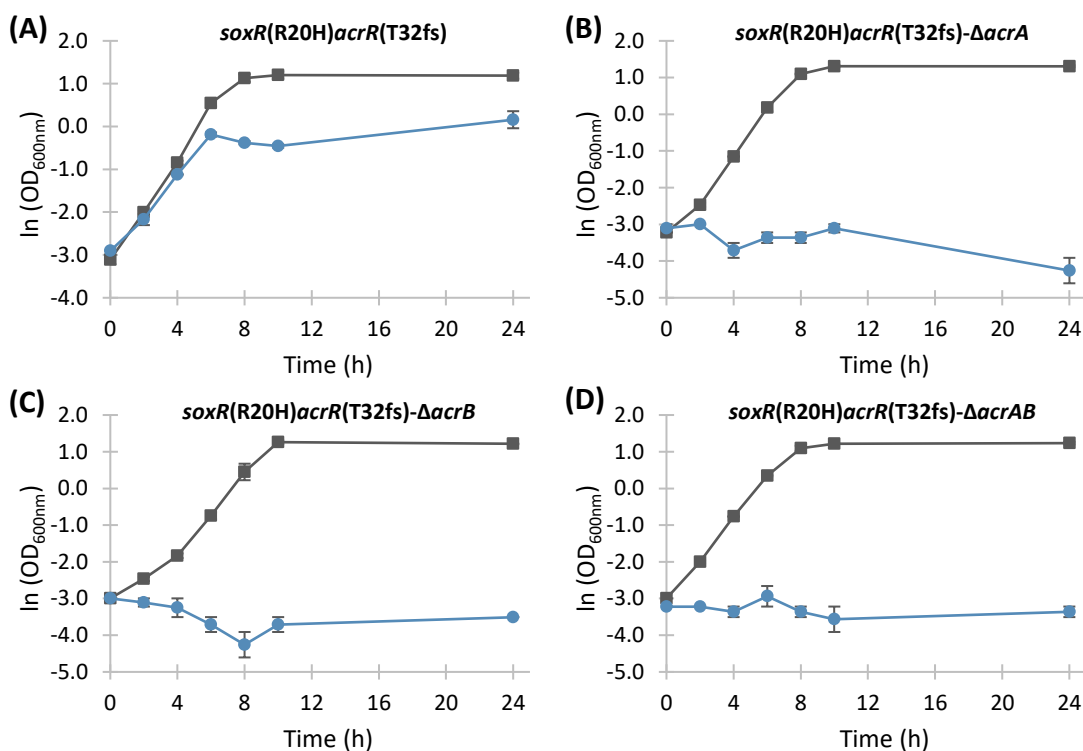 (A) soxR(R20H)acrR(T32fs)
2.0
1.0
0.0
-1.0
-2.0
-3.0
-4.0
ln (OD600nm)
0 4 8 12 16 20 24
Time (h)
(B) soxR(R20H)acrR(T32fs)-ΔacrA
2.0
1.0
0.0
-1.0
-2.0
-3.0
-4.0
-5.0
ln (OD600nm)
0 4 8 12 16 20 24
Time (h)
(C) soxR(R20H)acrR(T32fs)-ΔacrB
2.0
1.0
0.0
-1.0
-2.0
-3.0
-4.0
-5.0
ln (OD600nm)
0 4 8 12 16 20 24
Time (h)
(D) soxR(R20H)acrR(T32fs)-ΔacrAB
2.0
1.0
0.0
-1.0
-2.0
-3.0
-4.0
-5.0
ln (OD600nm)
0 4 8 12 16 20 24
Time (h)